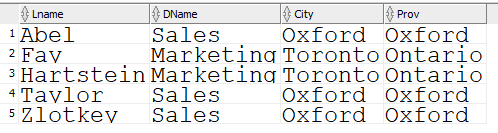 Lname DName City Prov
1 Abel Sales Oxford Oxford
2 Fay Marketing Toronto Ontario
3 Hartstein Marketing Toronto Ontario
4 Taylor Sales Oxford Oxford
5 Zlotkey Sales Oxford Oxford